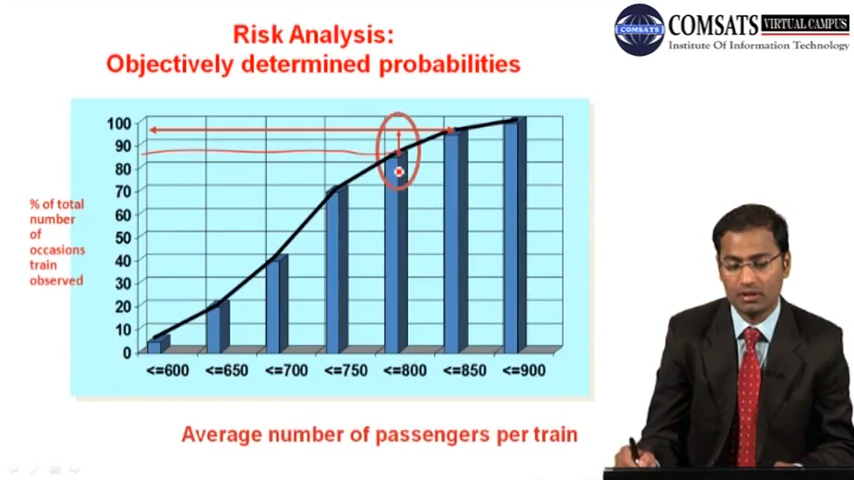 Risk Analysis:
Objectively determined probabilities
COMSATS VIRTUAL CAMPUS
Institute Of Information Technology
COMSATS
100
90
80
70
60
50
40
30
20
10
0
% of total
number
of
occasions
train
observed
<=600 <=650 <=700 <=750 <=800 <=850 <=900
Average number of passengers per train